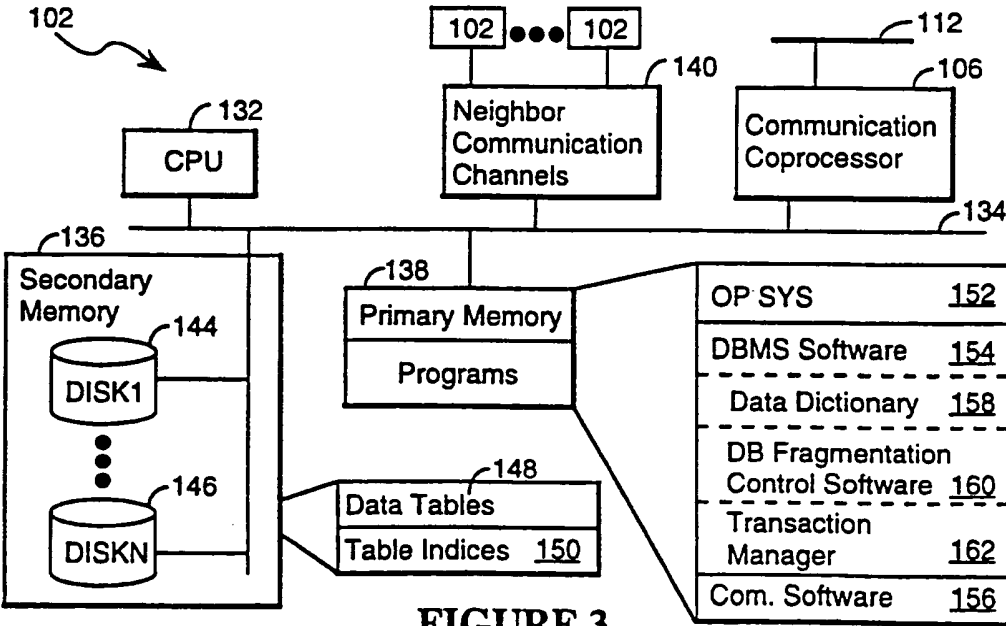 102
102 ●●● 102
112
140
106
132
CPU
Neighbor
Communication
Channels
Communication
Coprocessor
134
136
Secondary
Memory
144
DISK1
146
DISKN
138
Primary Memory
Programs
148
Data Tables
Table Indices 150
OP SYS 152
DBMS Software 154
Data Dictionary 158
DB Fragmentation
Control Software 160
Transaction
Manager 162
Com. Software 156
FIGURE 3